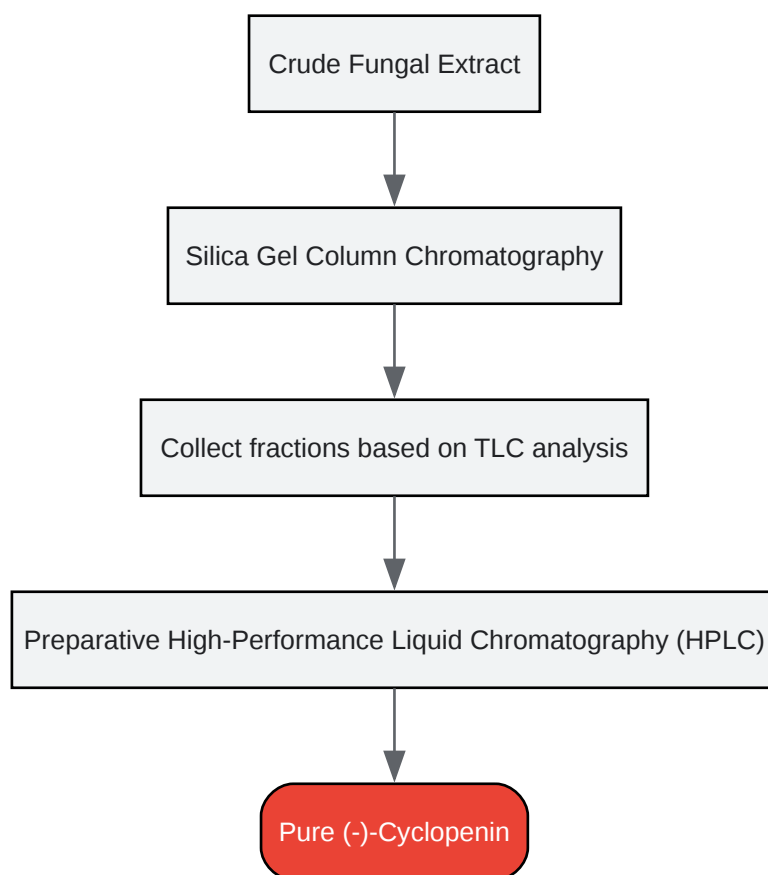 Crude Fungal Extract
Silica Gel Column Chromatography
Collect fractions based on TLC analysis
Preparative High-Performance Liquid Chromatography (HPLC)
Pure (-)-Cyclopenin